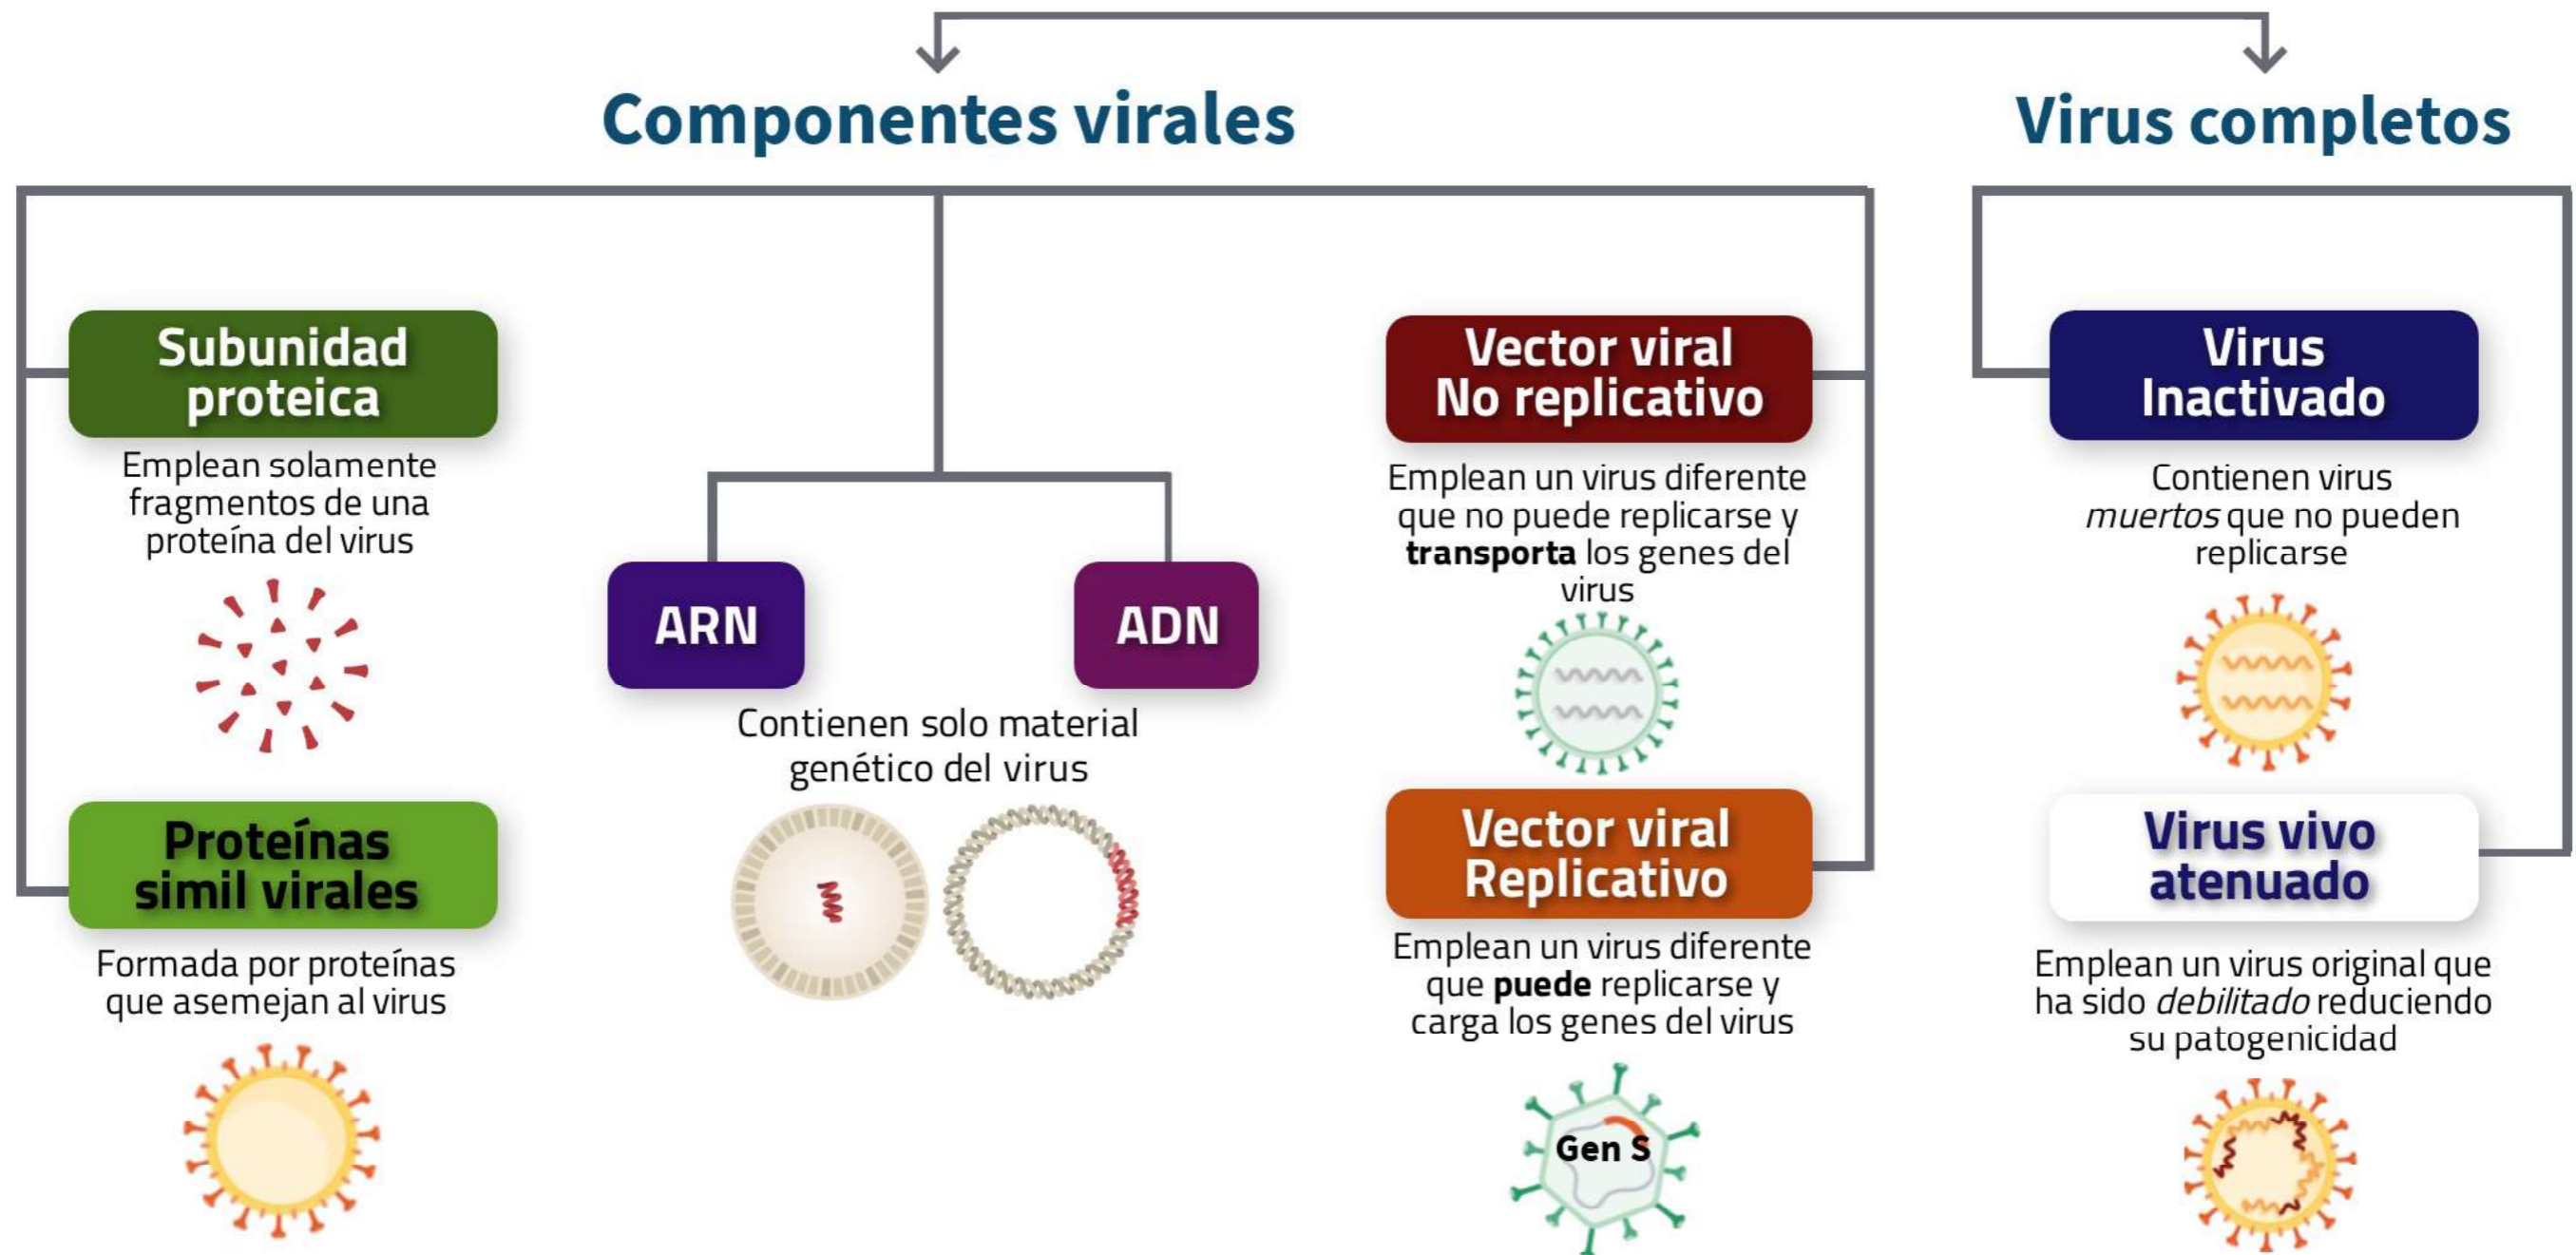 Componentes virales
Virus completos
Subunidad
proteica
Emplean solamente
fragmentos de una
proteína del virus
Proteínas
simil virales
Formada por proteínas
que asemejan al virus
ARN
ADN
Contienen solo material
genético del virus
Vector viral
No replicativo
Emplean un virus diferente
que no puede replicarse y
transporta los genes del
virus
Vector viral
Replicativo
Emplean un virus diferente
que puede replicarse y
carga los genes del virus
Gen S
Virus
Inactivado
Contienen virus
muertos que no pueden
replicarse
Virus vivo
atenuado
Emplean un virus original que
ha sido debilitado reduciendo
su patogenicidad